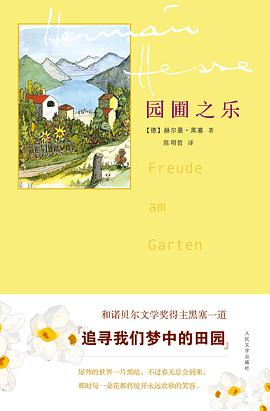 Hermann
Hesse
园圃之乐
【德】赫尔曼·黑塞 著
陈明哲 译
Freude
am
Garten
和诺贝尔文学奖得主黑塞一道
『追寻我们梦中的田园』
屋外的世界一片黑暗，不过春天总会到来，
那时每一朵花都将绽开永远欢欣的笑容。
人民文学出版社